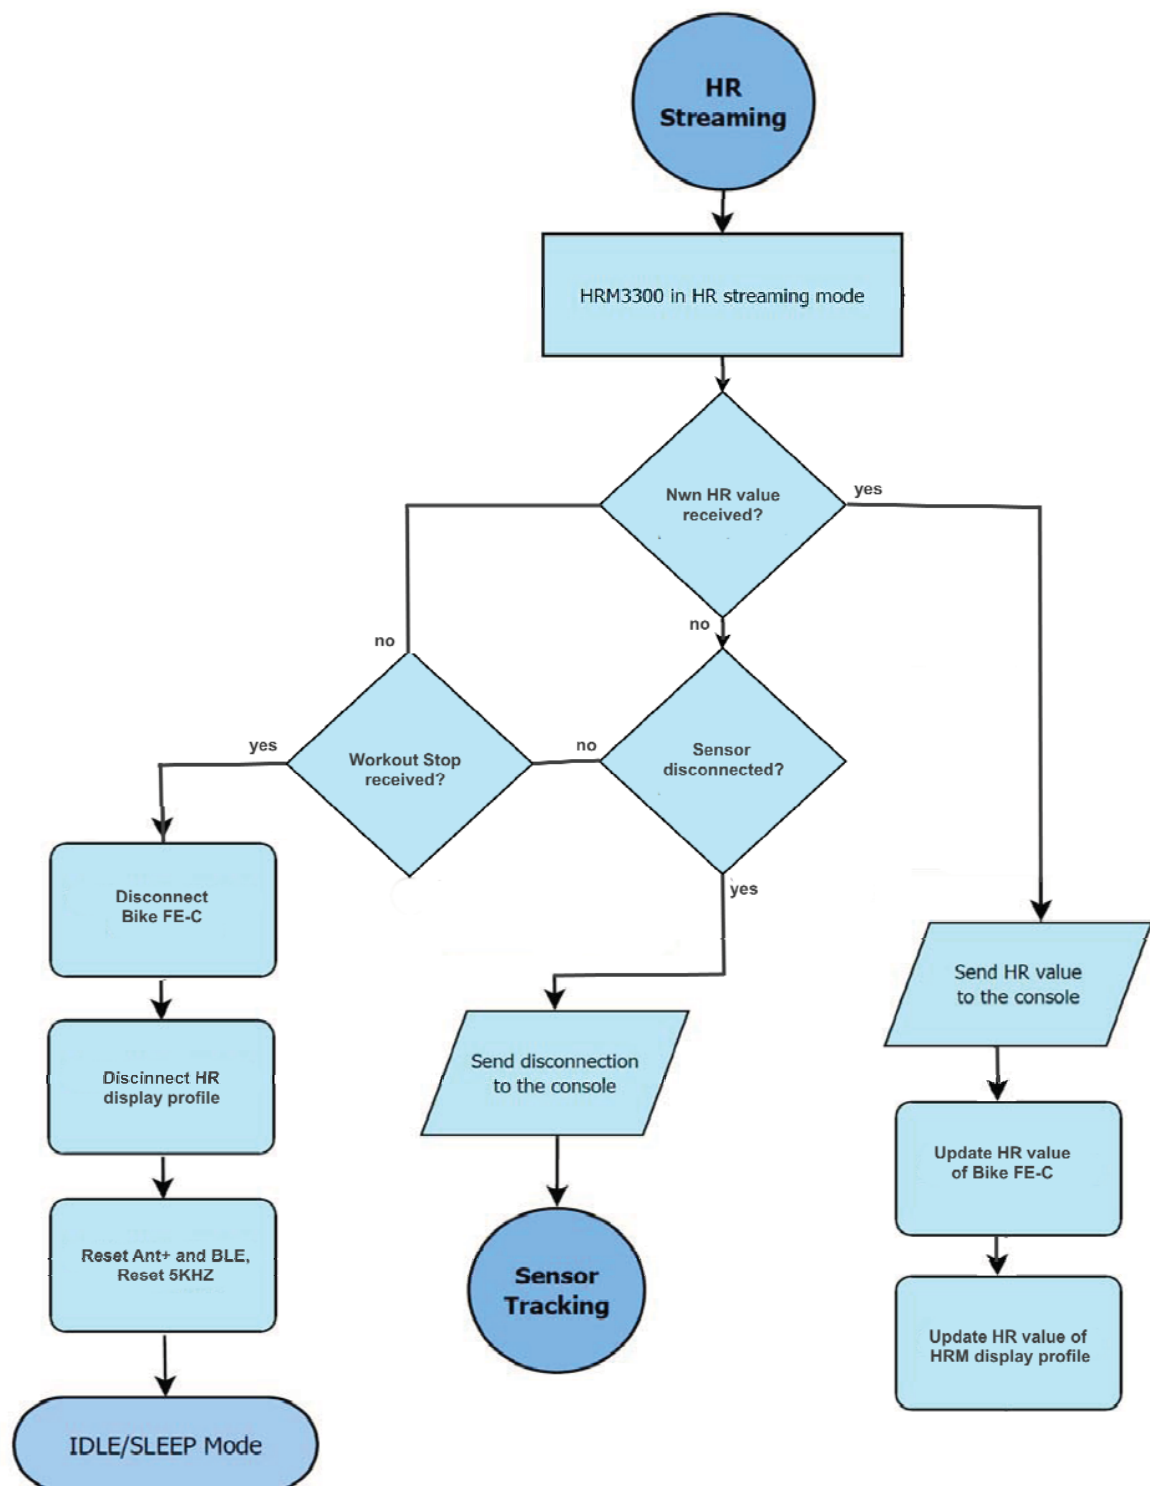 HR
Streaming
HRM3300 in HR streaming mode
Nwn HR value
received?
yes
no
no
Workout Stop
received?
yes
no
Sensor
disconnected?
yes
Disconnect
Bike FE-C
Discinnect HR
display profile
Reset Ant+ and BLE,
Reset 5KHZ
IDLE/SLEEP Mode
Send disconnection
to the console
Sensor
Tracking
Send HR value
to the console
Update HR value
of Bike FE-C
Update HR value of
HRM display profile